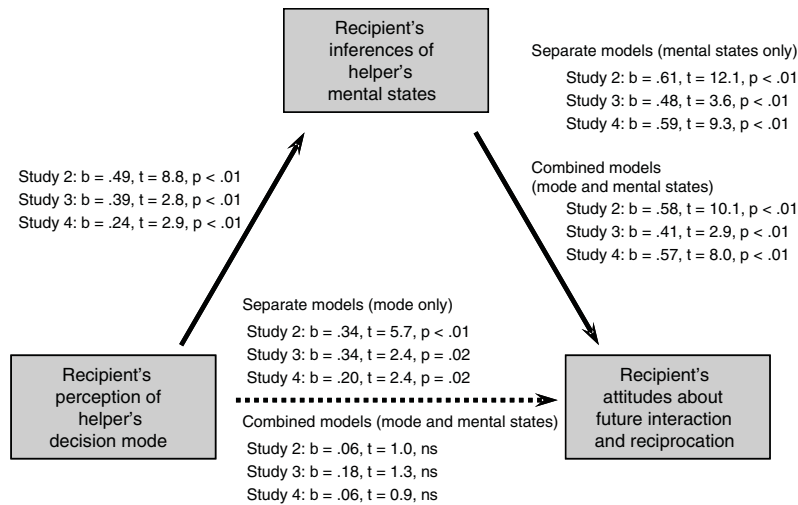 Recipient's
inferences of
helper's
mental states
Separate models (mental states only)
Study 2: b = .61, t = 12.1, p < .01
Study 3: b = .48, t = 3.6, p < .01
Study 4: b = .59, t = 9.3, p < .01
Combined models
(mode and mental states)
Study 2: b = .58, t = 10.1, p < .01
Study 3: b = .41, t = 2.9, p < .01
Study 4: b = .57, t = 8.0, p < .01
Study 2: b = .49, t = 8.8, p < .01
Study 3: b = .39, t = 2.8, p < .01
Study 4: b = .24, t = 2.9, p < .01
Separate models (mode only)
Study 2: b = .34, t = 5.7, p < .01
Study 3: b = .34, t = 2.4, p = .02
Study 4: b = .20, t = 2.4, p = .02
Recipient's
perception of
helper's
decision mode
Combined models (mode and mental states)
Study 2: b = .06, t = 1.0, ns
Study 3: b = .18, t = 1.3, ns
Study 4: b = .06, t = 0.9, ns
Recipient's
attitudes about
future interaction
and reciprocation